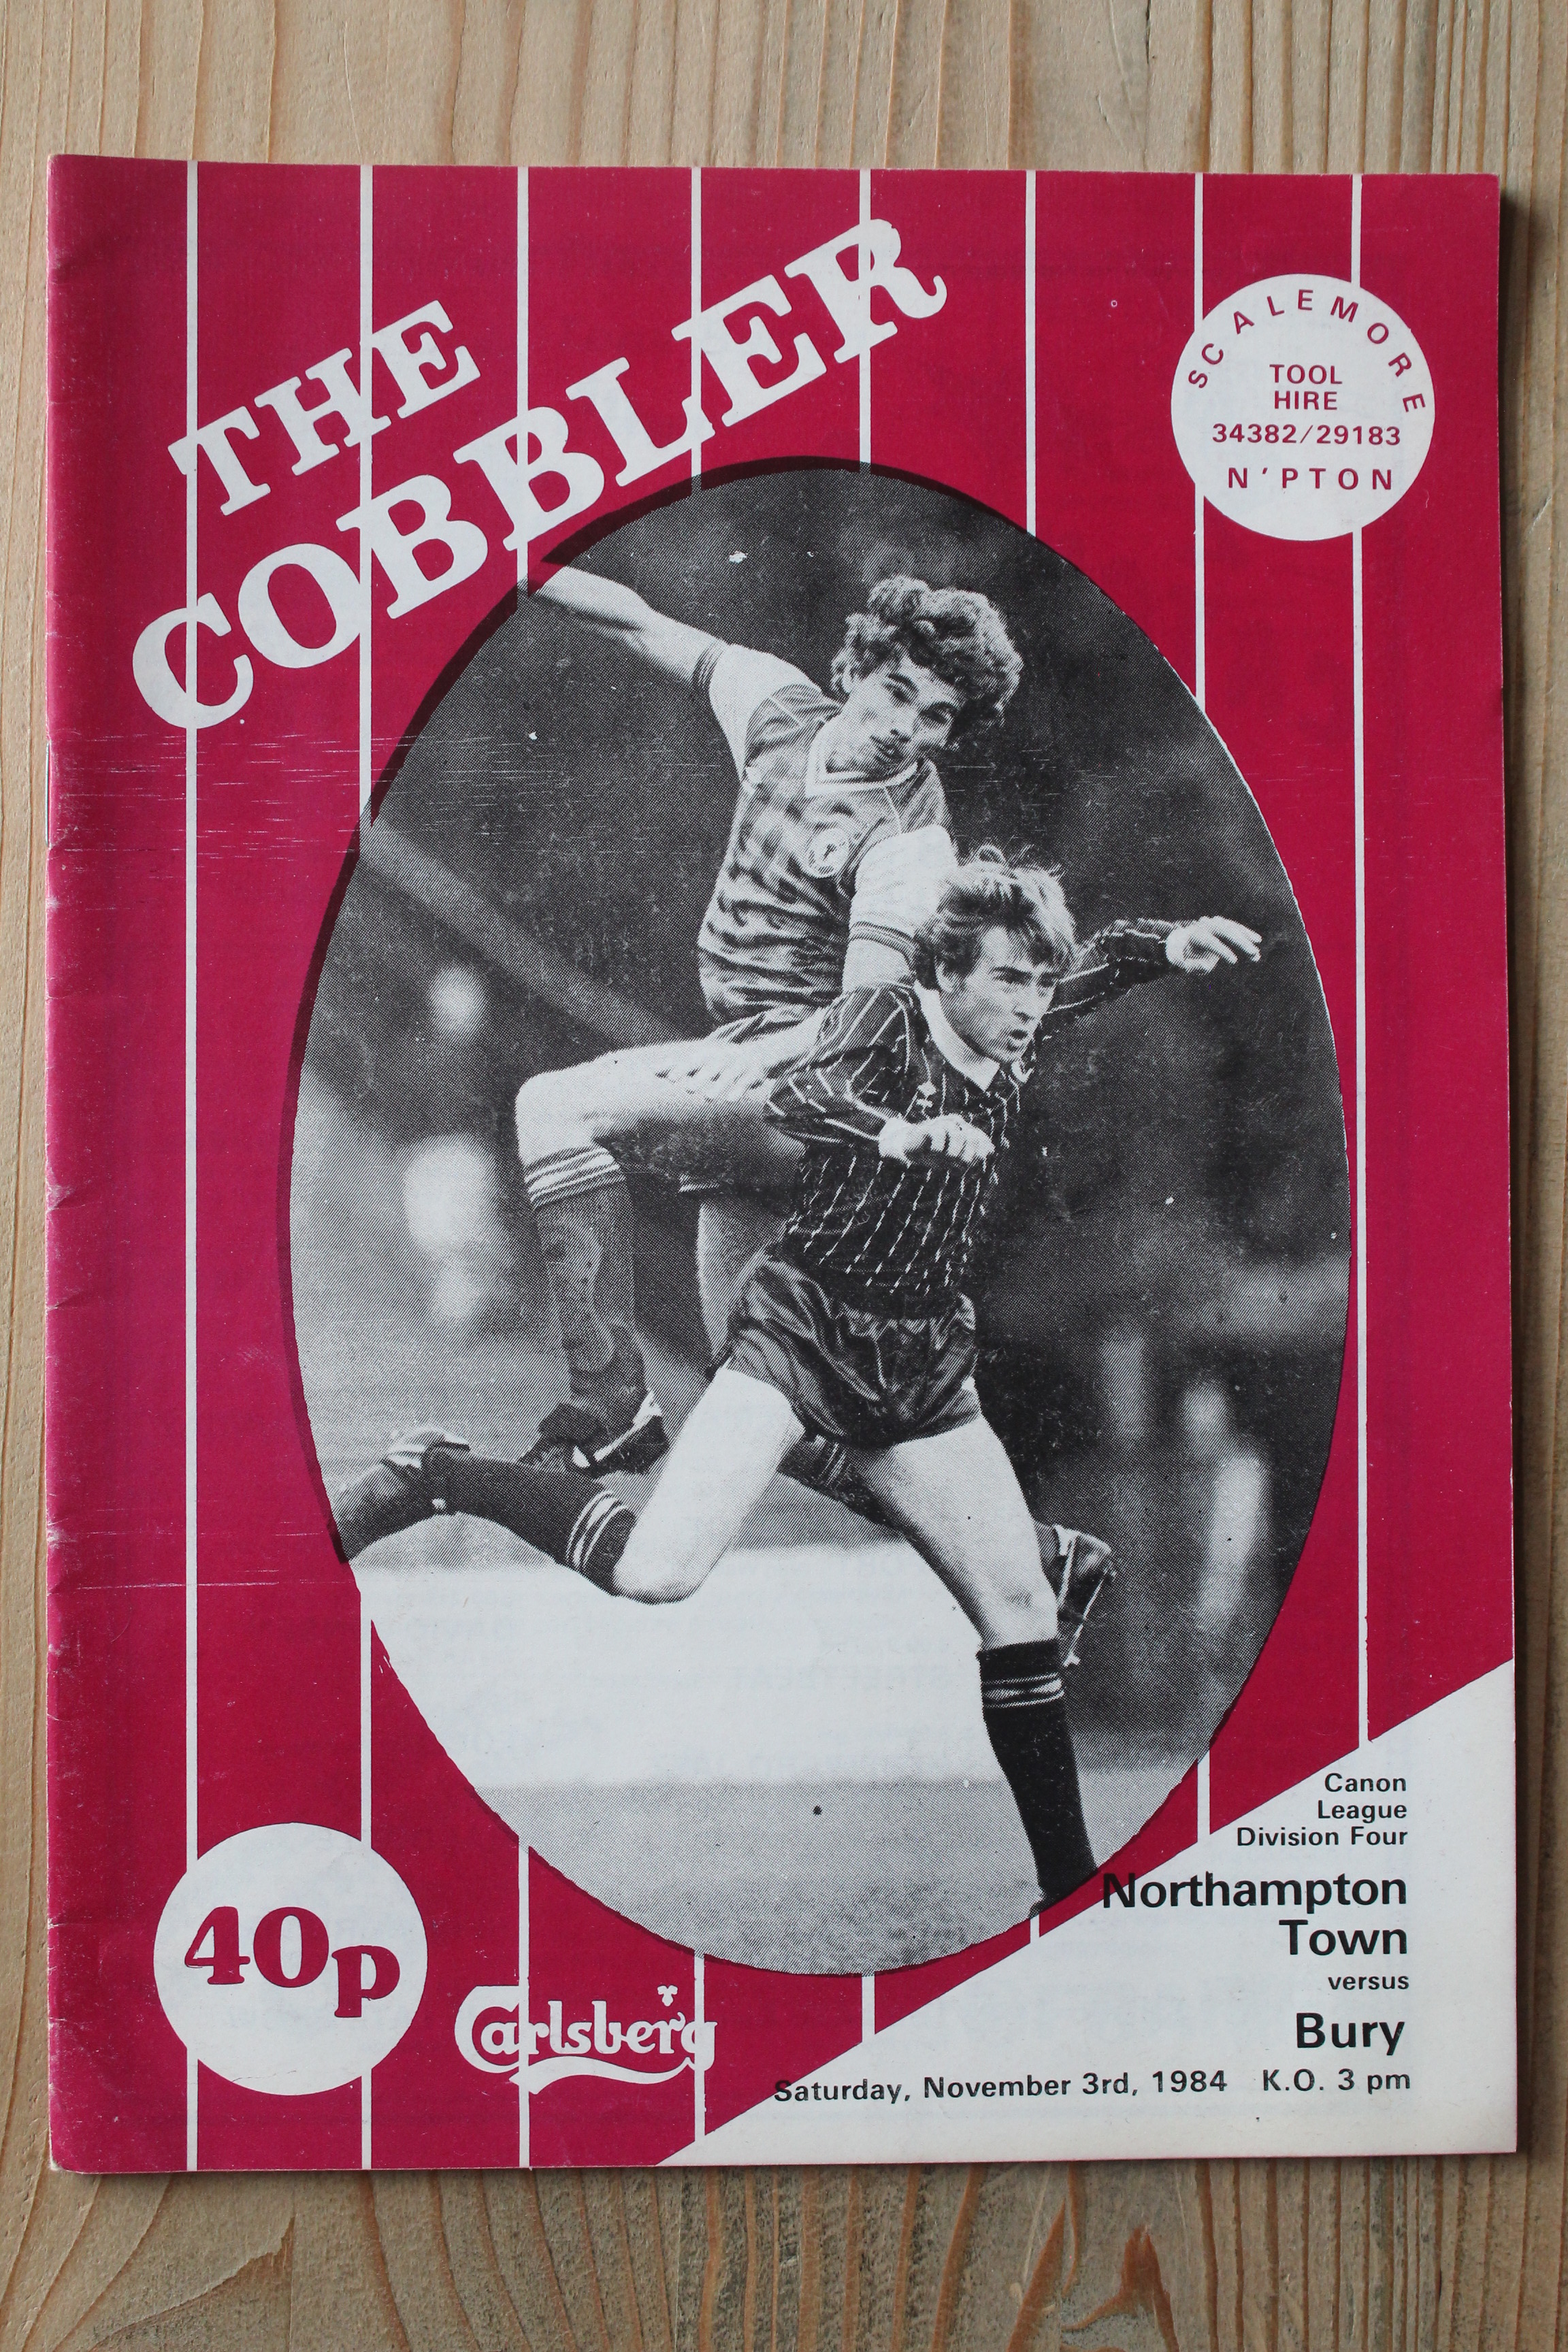 THE
COBBLER
SCALEMORE
TOOL
HIRE
34382/29183
N'PTON
Canon
League
Division Four
Northampton
Town
versus
Bury
Saturday, November 3rd, 1984 K.O. 3 pm
40p
Carlsberg